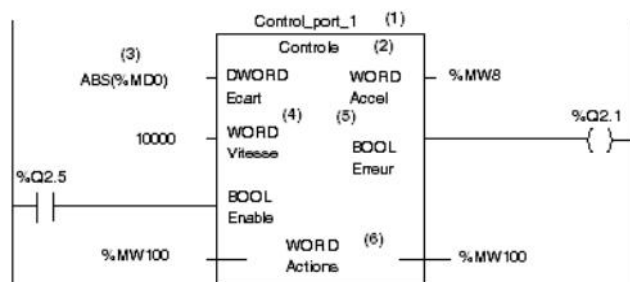 Control_port_1 (1)
Controle (2)
(3)
ABS(%MD0)
DWORD
Ecart
WORD
Accel
%MW8
10000
WORD (4)
Vitesse
(5)
BOOL
Erreur
%Q2.1
%Q2.5
BOOL
Enable
%MW100
WORD (6)
Actions
%MW100